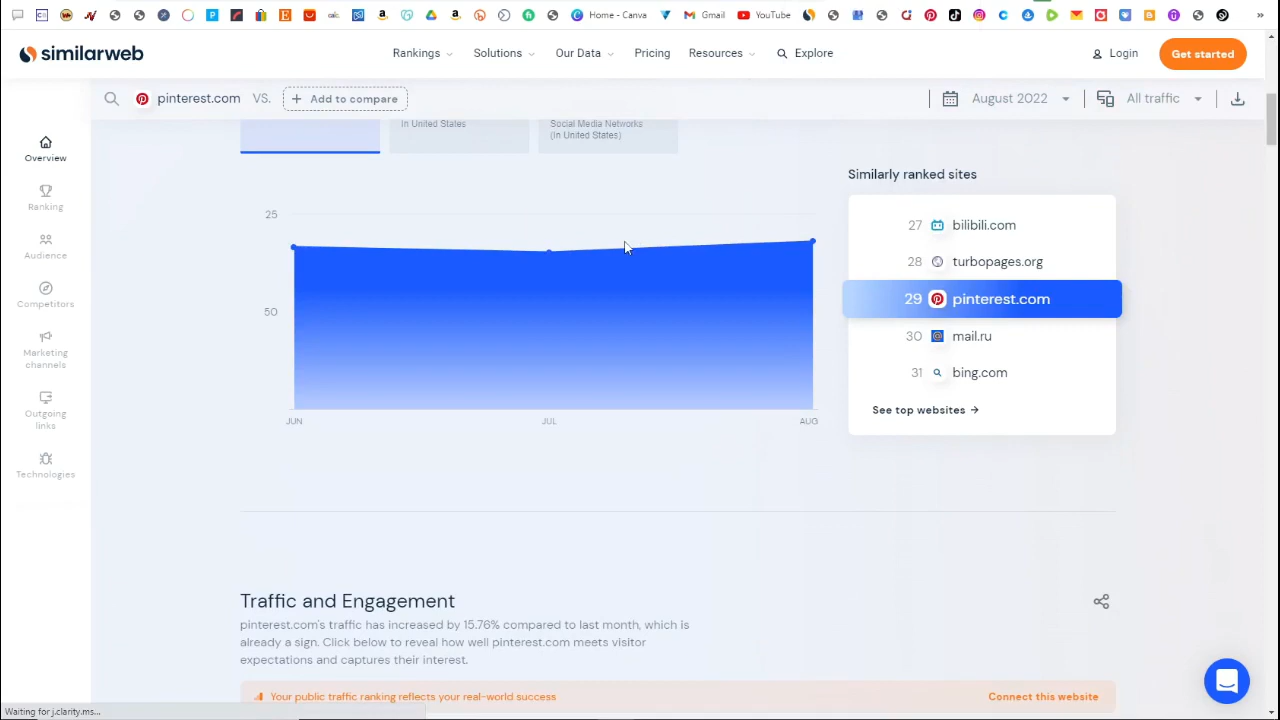 Home - Canva
Gmail
YouTube
similarweb
Rankings
Solutions
Our Data
Pricing
Resources
Explore
Login
Get started
pinterest.com
VS.
+ Add to compare
August 2022
All traffic
In United States
Social Media Networks
(In United States)
Overview
Ranking
Audience
Competitors
Marketing
channels
Outgoing
links
Technologies
25
50
JUN
JUL
AUG
Similarly ranked sites
27 bilibili.com
28 turbopages.org
29 pinterest.com
30 mail.ru
31 bing.com
See top websites →
Traffic and Engagement
pinterest.com's traffic has increased by 15.76% compared to last month, which is
already a sign. Click below to reveal how well pinterest.com meets visitor
expectations and captures their interest.
Your public traffic ranking reflects your real-world success
Connect this website
Waiting for j.clarity.ms...